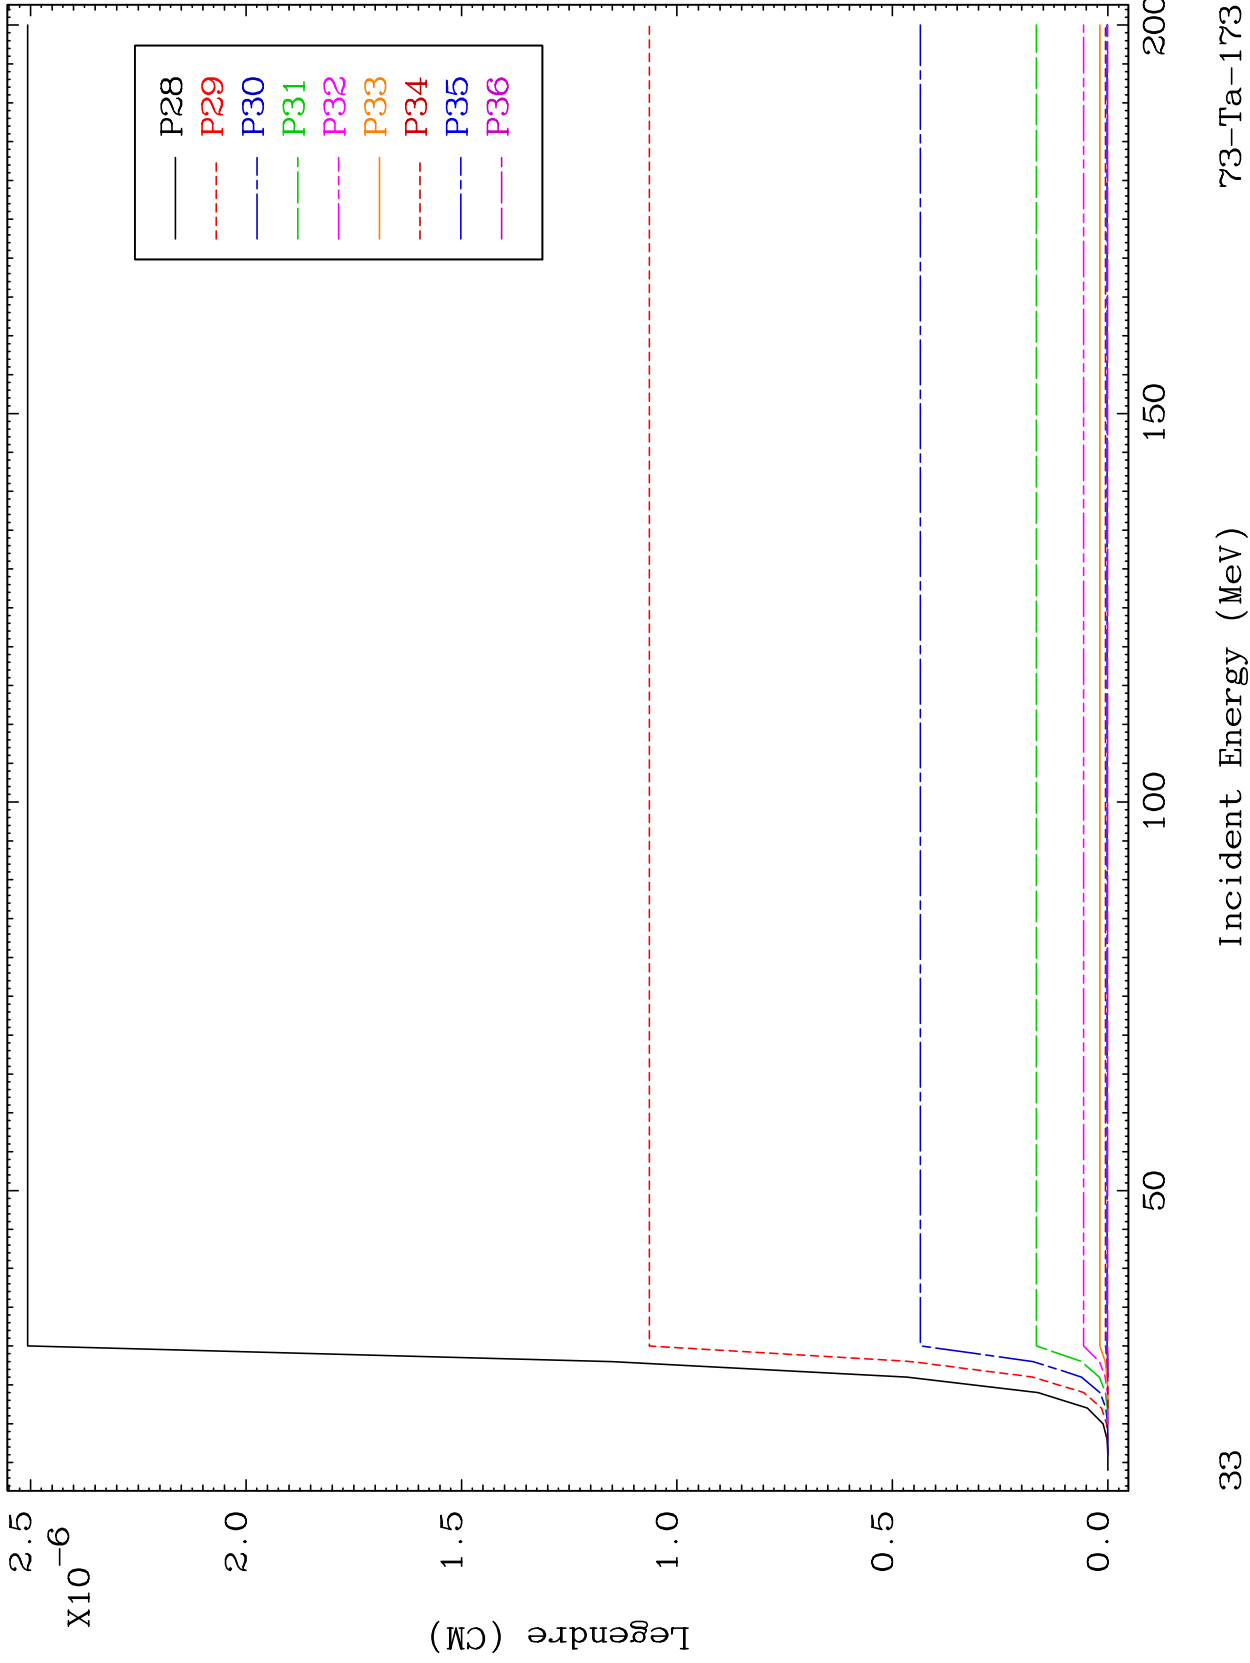 2.5
X10-6
2.0
1.5
1.0
0.5
0.0
Legendre (CM)
P28
P29
P30
P31
P32
P33
P34
P35
P36
50
100
150
200
33
Incident Energy (MeV)
73-Ta-173